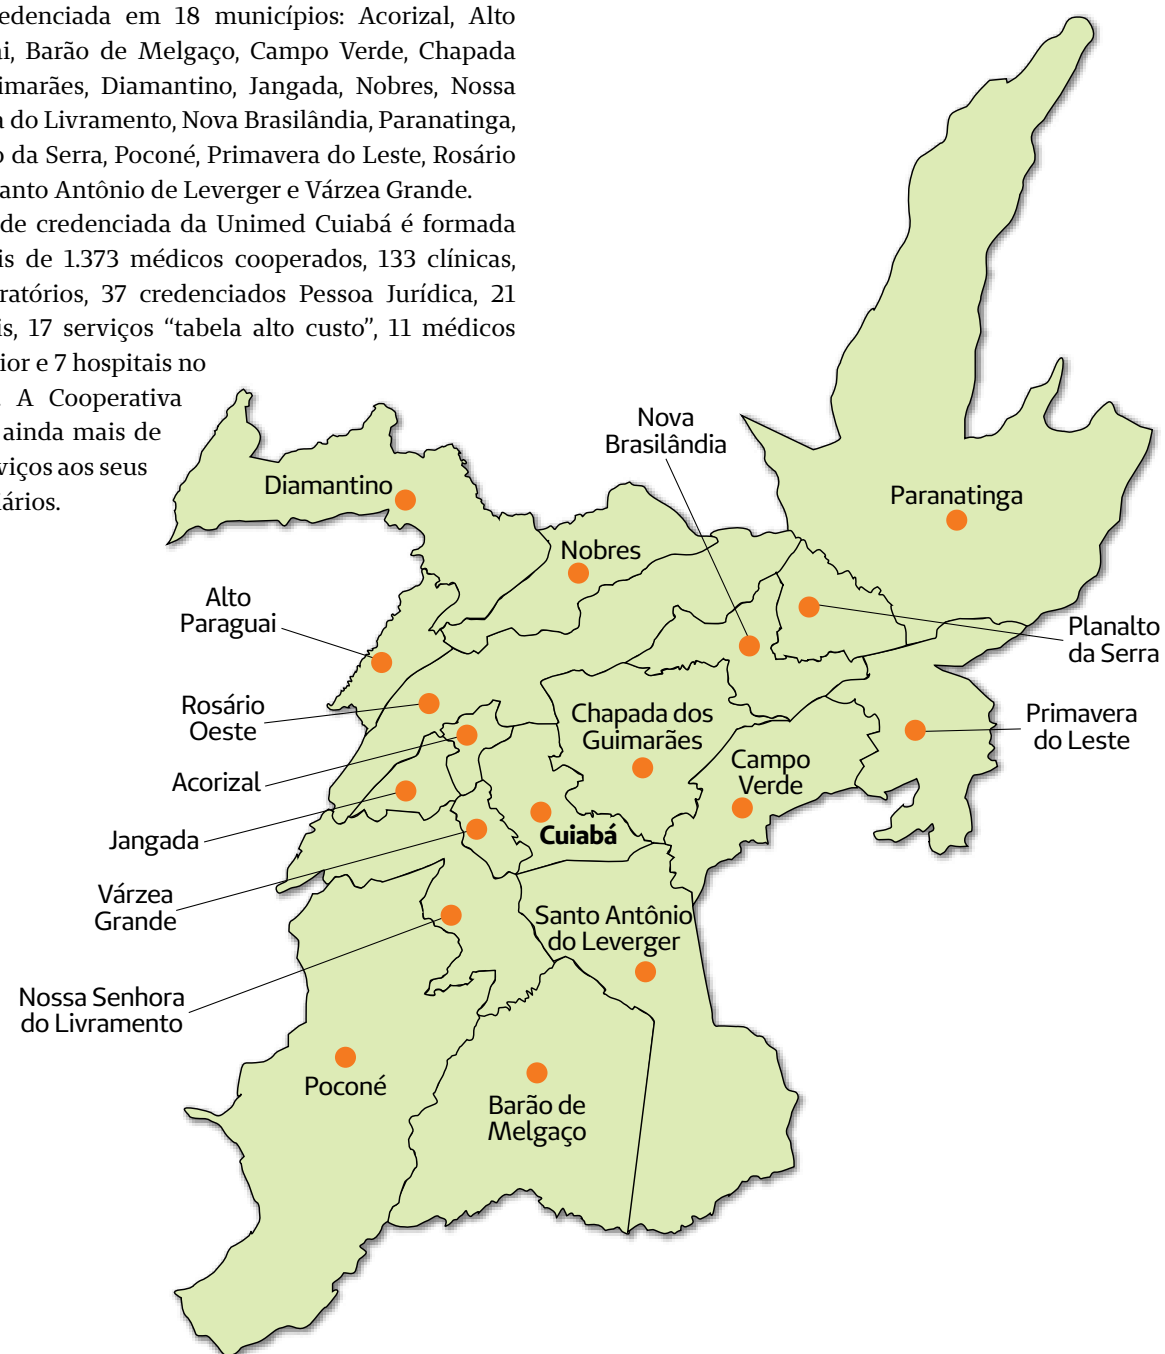 edenciada em 18 municípios: Acorizal, Alto
i, Barão de Melgaço, Campo Verde, Chapada
imarães, Diamantino, Jangada, Nobres, Nossa
a do Livramento, Nova Brasilândia, Paranatinga,
o da Serra, Poconé, Primavera do Leste, Rosário
anto Antônio de Leverger e Várzea Grande.
de credenciada da Unimed Cuiabá é formada
is de 1.373 médicos cooperados, 133 clínicas,
ratórios, 37 credenciados Pessoa Jurídica, 21
is, 17 serviços “tabela alto custo”, 11 médicos
ior e 7 hospitais no
. A Cooperativa
ainda mais de
viços aos seus
iários.
Nova
Brasilândia
Diamantino
Paranatinga
Nobres
Alto
Paraguai
Planalto
da Serra
Rosário
Oeste
Chapada dos
Guimarães
Primavera
do Leste
Campo
Verde
Acorizal
Jangada
Cuiabá
Várzea
Grande
Santo Antônio
do Leverger
Nossa Senhora
do Livramento
Poconé
Barão de
Melgaço